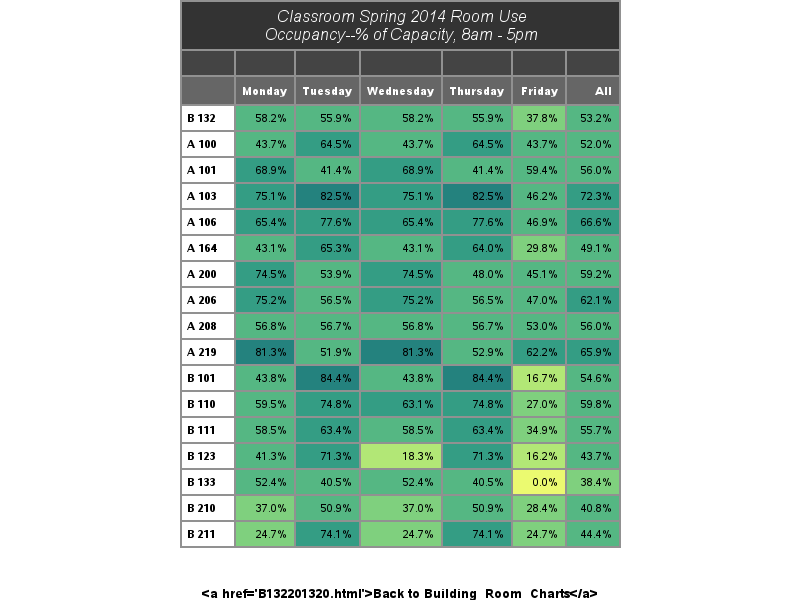 Classroom Spring 2014 Room Use
Occupancy--% of Capacity, 8am - 5pm
Monday Tuesday Wednesday Thursday Friday All
B 132 58.2% 55.9% 58.2% 55.9% 37.8% 53.2%
A 100 43.7% 64.5% 43.7% 64.5% 43.7% 52.0%
A 101 68.9% 41.4% 68.9% 41.4% 59.4% 56.0%
A 103 75.1% 82.5% 75.1% 82.5% 46.2% 72.3%
A 106 65.4% 77.6% 65.4% 77.6% 46.9% 66.6%
A 164 43.1% 65.3% 43.1% 64.0% 29.8% 49.1%
A 200 74.5% 53.9% 74.5% 48.0% 45.1% 59.2%
A 206 75.2% 56.5% 75.2% 56.5% 47.0% 62.1%
A 208 56.8% 56.7% 56.8% 56.7% 53.0% 56.0%
A 219 81.3% 51.9% 81.3% 52.9% 62.2% 65.9%
B 101 43.8% 84.4% 43.8% 84.4% 16.7% 54.6%
B 110 59.5% 74.8% 63.1% 74.8% 27.0% 59.8%
B 111 58.5% 63.4% 58.5% 63.4% 34.9% 55.7%
B 123 41.3% 71.3% 18.3% 71.3% 16.2% 43.7%
B 133 52.4% 40.5% 52.4% 40.5% 0.0% 38.4%
B 210 37.0% 50.9% 37.0% 50.9% 28.4% 40.8%
B 211 24.7% 74.1% 24.7% 74.1% 24.7% 44.4%
<a href='B132201320.html'>Back to Building_Room_Charts</a>